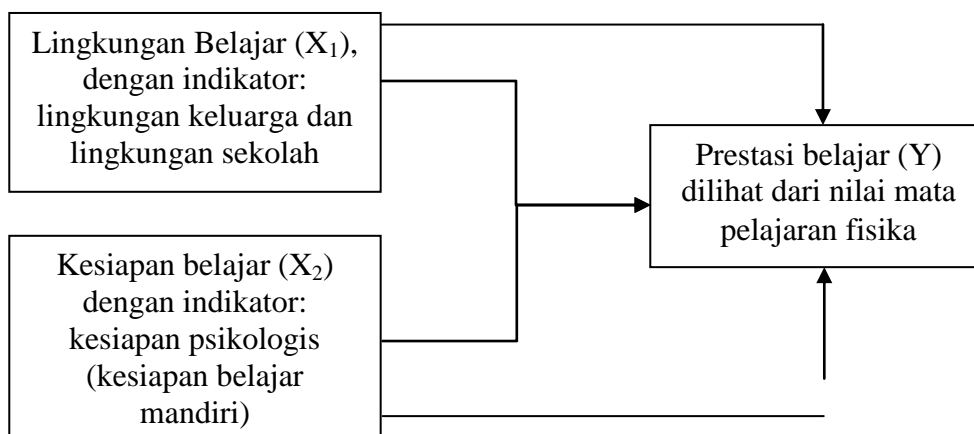 Lingkungan Belajar (X₁),
dengan indikator:
lingkungan keluarga dan
lingkungan sekolah
Prestasi belajar (Y)
dilihat dari nilai mata
pelajaran fisika
Kesiapan belajar (X₂)
dengan indikator:
kesiapan psikologis
(kesiapan belajar
mandiri)